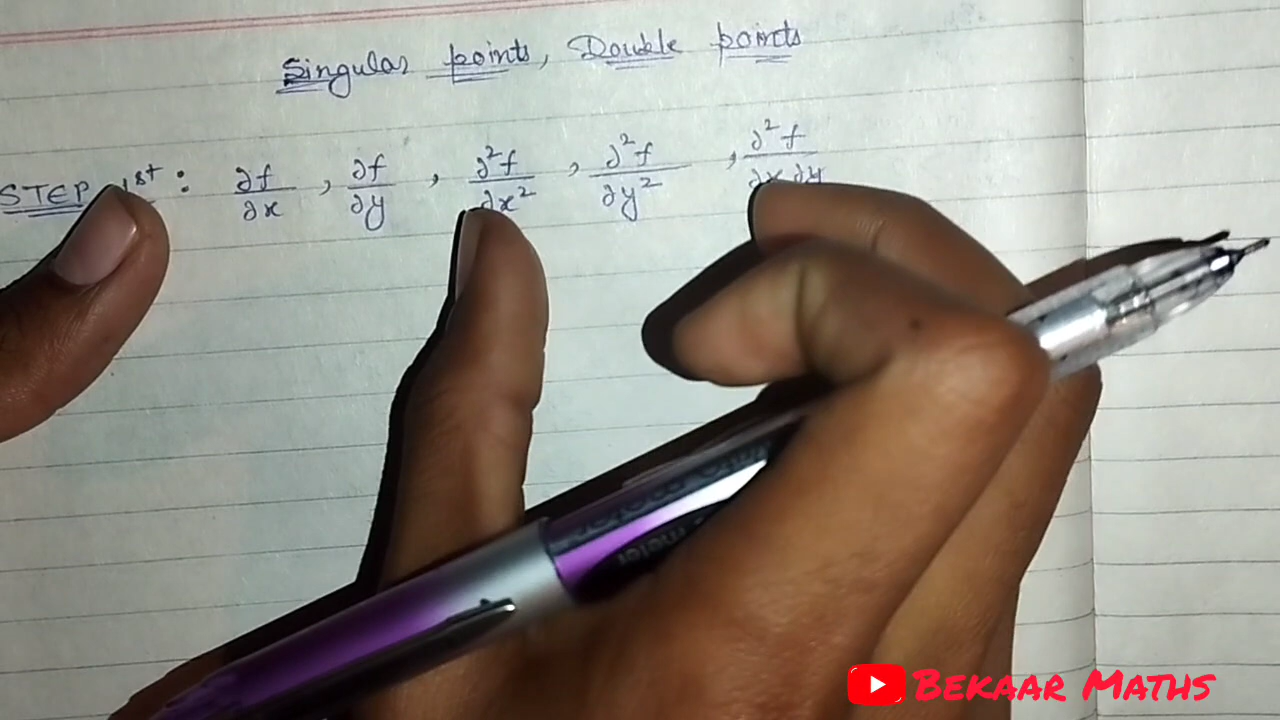 Singular points, Double points
STEP 1st : ∂f/∂x , ∂f/∂y , ∂²f/∂x² , ∂²f/∂y² , ∂²f/∂x∂y
BEKAAR MATHS